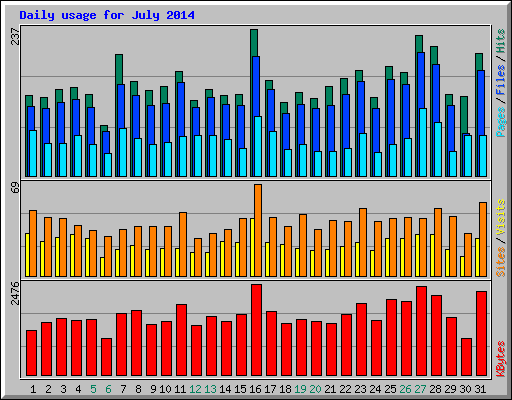 Daily usage for July 2014
237
Pages/Files/Hits
69
Sites/Visits
2476
KBytes
1 2 3 4 5 6 7 8 9 10 11 12 13 14 15 16 17 18 19 20 21 22 23 24 25 26 27 28 29 30 31